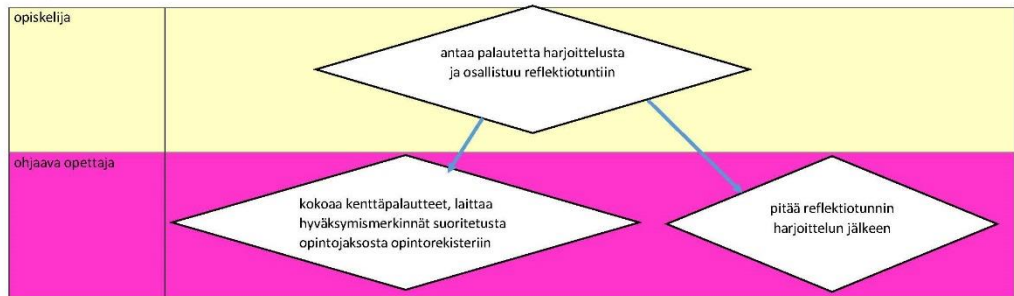 opiskelija
antaa palautetta harjoittelusta
ja osallistuu reflektiotuntiin
ohjaava opettaja
kokoaa kenttäpalautteet, laittaa
hyväksymismerkinnät suoritetusta
opintojaksosta opintorekisteriin
pitää reflektiotunnin
harjoittelun jälkeen